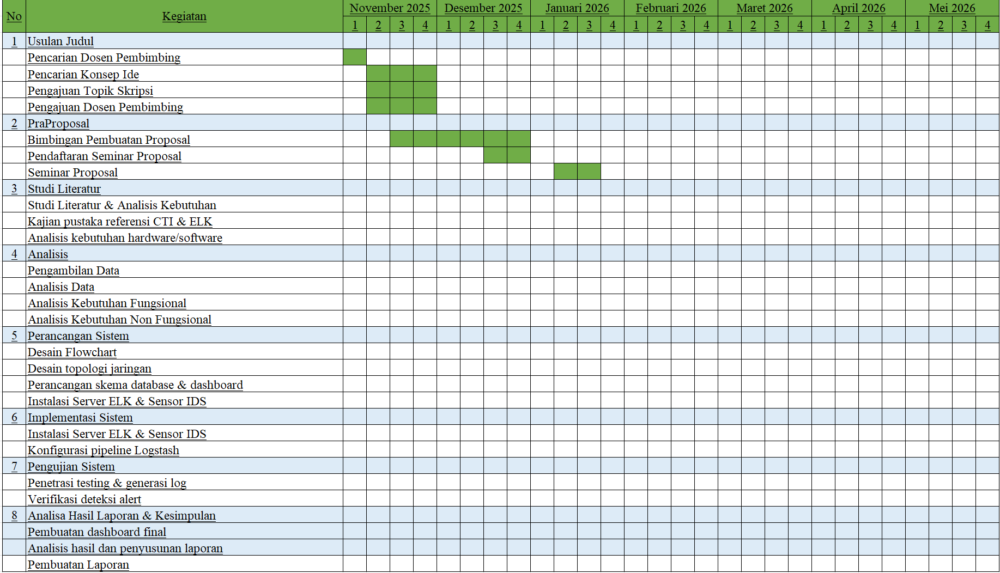 No Kegiatan November 2025 Desember 2025 Januari 2026 Februari 2026 Maret 2026 April 2026 Mei 2026
1 2 3 4 1 2 3 4 1 2 3 4 1 2 3 4 1 2 3 4 1 2 3 4 1 2 3 4
1 Usulan Judul
Pencarian Dosen Pembimbing
Pencarian Konsep Ide
Pengajuan Topik Skripsi
Pengajuan Dosen Pembimbing
2 PraProposal
Bimbingan Pembuatan Proposal
Pendaftaran Seminar Proposal
Seminar Proposal
3 Studi Literatur
Studi Literatur & Analisis Kebutuhan
Kajian pustaka referensi CTI & ELK
Analisis kebutuhan hardware/software
4 Analisis
Pengambilan Data
Analisis Data
Analisis Kebutuhan Fungsional
Analisis Kebutuhan Non Fungsional
5 Perancangan Sistem
Desain Flowchart
Desain topologi jaringan
Perancangan skema database & dashboard
Instalasi Server ELK & Sensor IDS
6 Implementasi Sistem
Instalasi Server ELK & Sensor IDS
Konfigurasi pipeline Logstash
7 Pengujian Sistem
Penetrasi testing & generasi log
Verifikasi deteksi alert
8 Analisa Hasil Laporan & Kesimpulan
Pembuatan dashboard final
Analisis hasil dan penyusunan laporan
Pembuatan Laporan